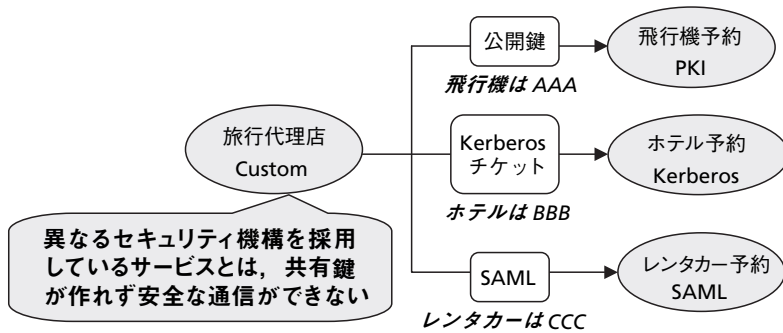 公開鍵
飛行機は AAA
飛行機予約
PKI
旅行代理店
Custom
Kerberos
チケット
ホテルは BBB
ホテル予約
Kerberos
異なるセキュリティ機構を採用
しているサービスとは，共有鍵
が作れず安全な通信ができない
SAML
レンタカーは CCC
レンタカー予約
SAML